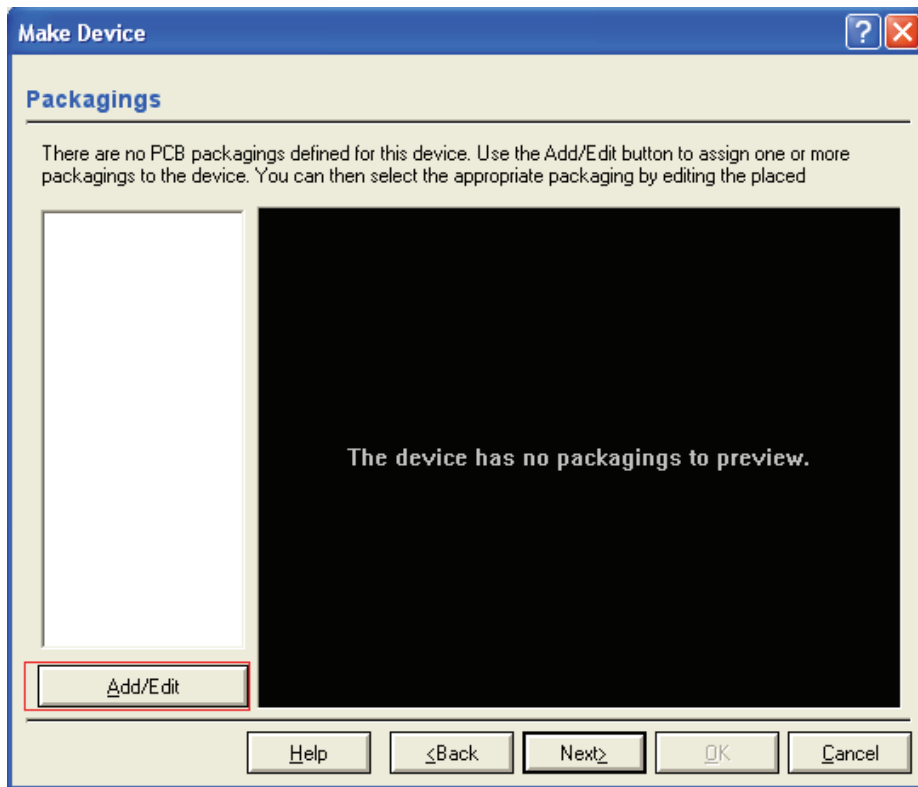 Make Device
Packagings
There are no PCB packagings defined for this device. Use the Add/Edit button to assign one or more
packagings to the device. You can then select the appropriate packaging by editing the placed
The device has no packagings to preview.
Add/Edit
Help <Back Next> OK Cancel